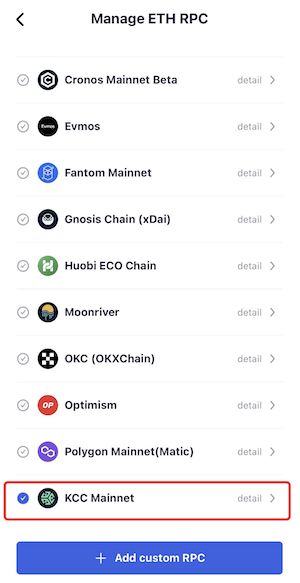 Manage ETH RPC
Cronos Mainnet Beta detail
Evmos
Evmos detail
Fantom Mainnet detail
Gnosis Chain (xDai) detail
Huobi ECO Chain detail
Moonriver detail
OKC (OKXChain) detail
OP Optimism detail
Polygon Mainnet(Matic) detail
KCC Mainnet detail
+ Add custom RPC